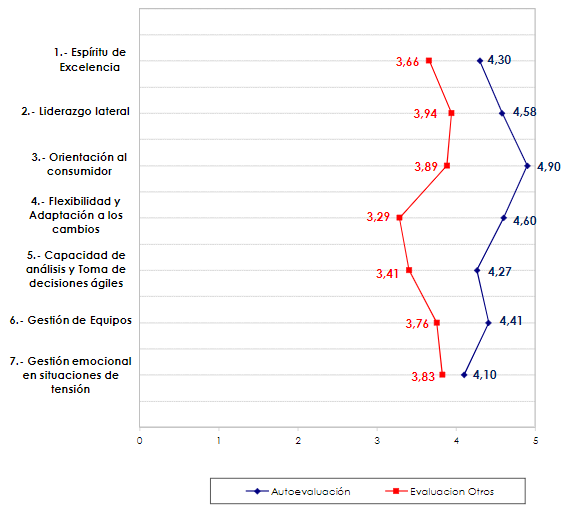 1.- Espíritu de
Excelencia
3,66
4,30
2.- Liderazgo lateral
3,94
4,58
3.- Orientación al
consumidor
3,89
4,90
4.- Flexibilidad y
Adaptación a los
cambios
3,29
4,60
5.- Capacidad de
análisis y Toma de
decisiones ágiles
3,41
4,27
6.- Gestión de Equipos
3,76
4,41
7.- Gestión emocional
en situaciones de
tensión
3,83
4,10
0 1 2 3 4 5
Autoevaluación Evaluacion Otros